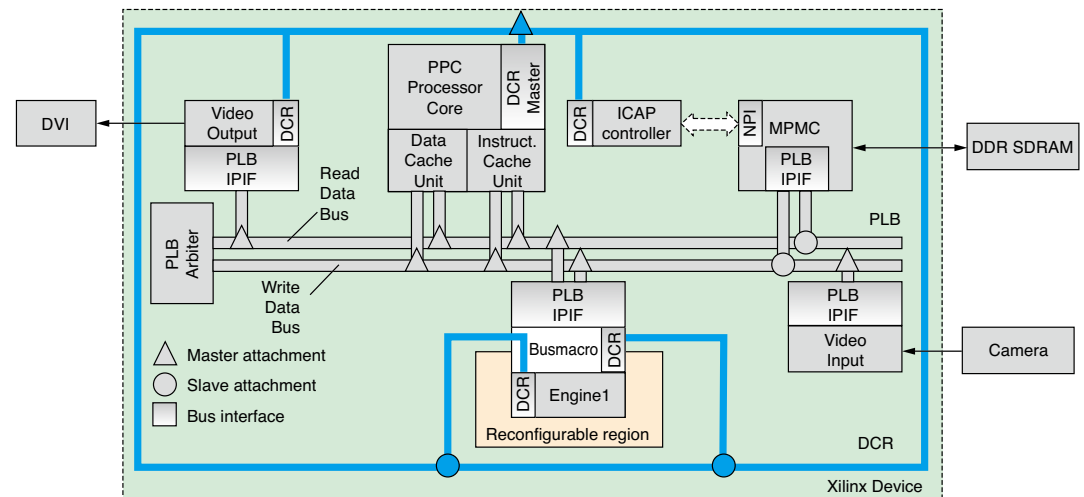 PPC
Processor
Core
DCR
Master
Data
Cache
Unit
Instruct.
Cache
Unit
DVI
Video
Output
DCR
PLB
IPIF
DCR
ICAP
controller
NPI
MPMC
PLB
IPIF
DDR SDRAM
Read
Data
Bus
PLB
PLB
Arbiter
Write
Data
Bus
PLB
IPIF
Busmacro
DCR
DCR
Engine1
Reconfigurable region
PLB
IPIF
Video
Input
Camera
Master attachment
Slave attachment
Bus interface
DCR
Xilinx Device